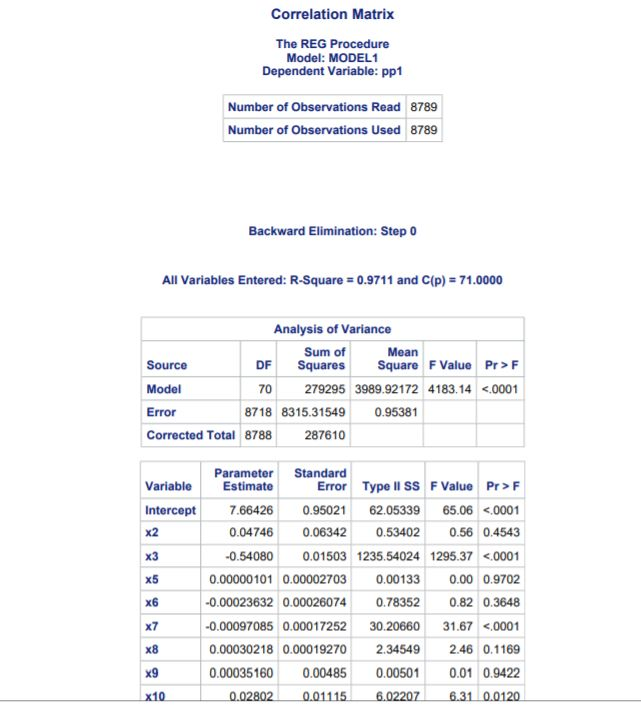 Correlation Matrix
The REG Procedure
Model: MODEL1
Dependent Variable: pp1
Number of Observations Read 8789
Number of Observations Used 8789
Backward Elimination: Step 0
All Variables Entered: R-Square = 0.9711 and C(p) = 71.0000
Analysis of Variance
Source DF Sum of Squares Mean Square F Value Pr > F
Model 70 279295 3989.92172 4183.14 <.0001
Error 8718 8315.31549 0.95381
Corrected Total 8788 287610
Variable Parameter Estimate Standard Error Type II SS F Value Pr > F
Intercept 7.66426 0.95021 62.05339 65.06 <.0001
x2 0.04746 0.06342 0.53402 0.56 0.4543
x3 -0.54080 0.01503 1235.54024 1295.37 <.0001
x5 0.00000101 0.00002703 0.00133 0.00 0.9702
x6 -0.00023632 0.00026074 0.78352 0.82 0.3648
x7 -0.00097085 0.00017252 30.20660 31.67 <.0001
x8 0.00030218 0.00019270 2.34549 2.46 0.1169
x9 0.00035160 0.00485 0.00501 0.01 0.9422
x10 0.02802 0.01115 6.02207 6.31 0.0120